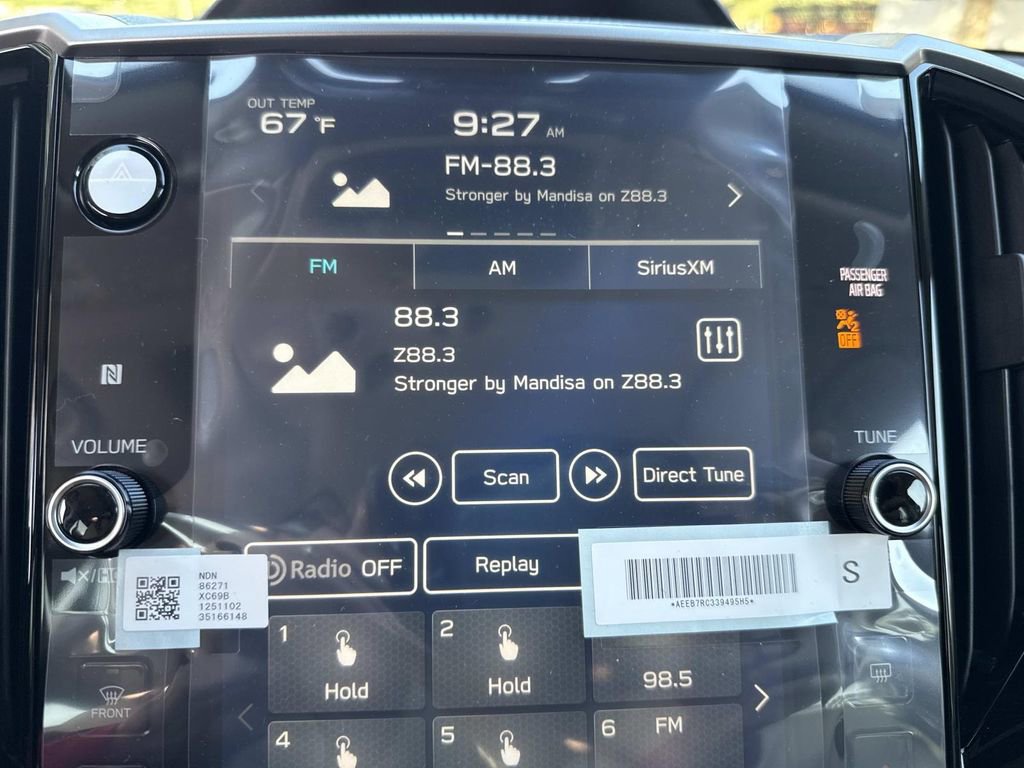 OUT TEMP
67 °F
9:27 AM
FM-88.3
Stronger by Mandisa on Z88.3
FM
AM
SiriusXM
PASSENGER
AIR BAG
2
OFF
88.3
Z88.3
Stronger by Mandisa on Z88.3
VOLUME
TUNE
Scan
Direct Tune
Radio OFF
Replay
NDN
86271
XC69B
1251102
35166148
*AEEB7RC339495H5*
S
1
Hold
2
Hold
98.5
FRONT
4
5
6
FM